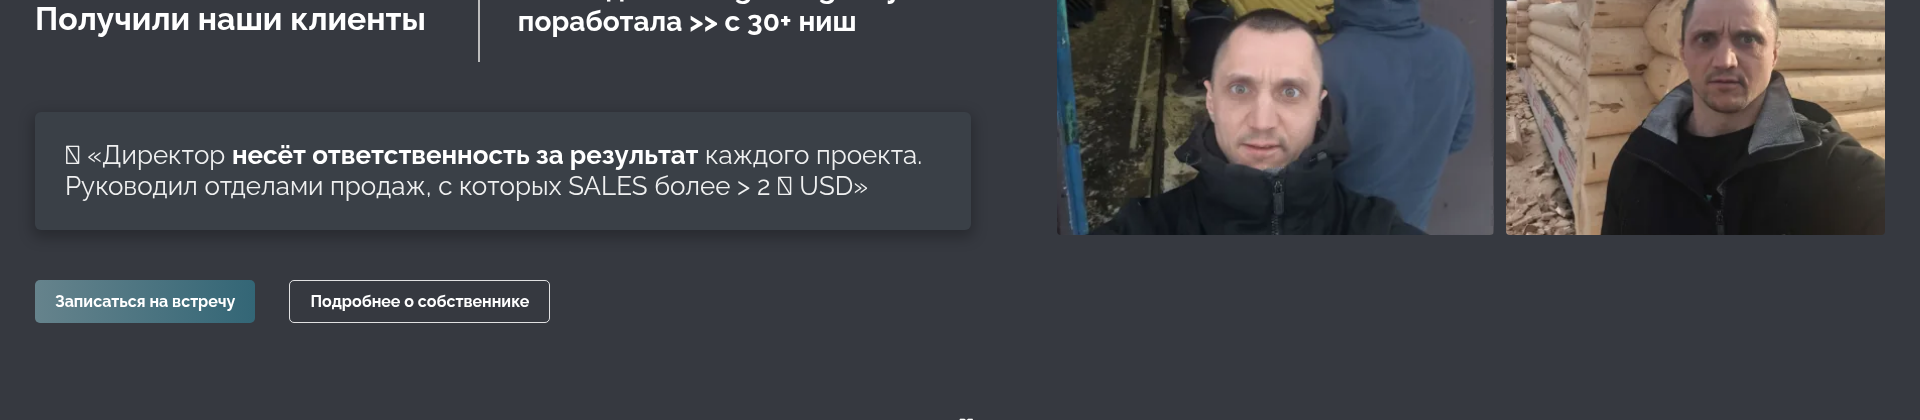 Получили наши клиенты
поработала >> с 30+ ниш
«Директор несёт ответственность за результат каждого проекта.
Руководил отделами продаж, с которых SALES более > 2 USD»
Записаться на встречу
Подробнее о собственнике